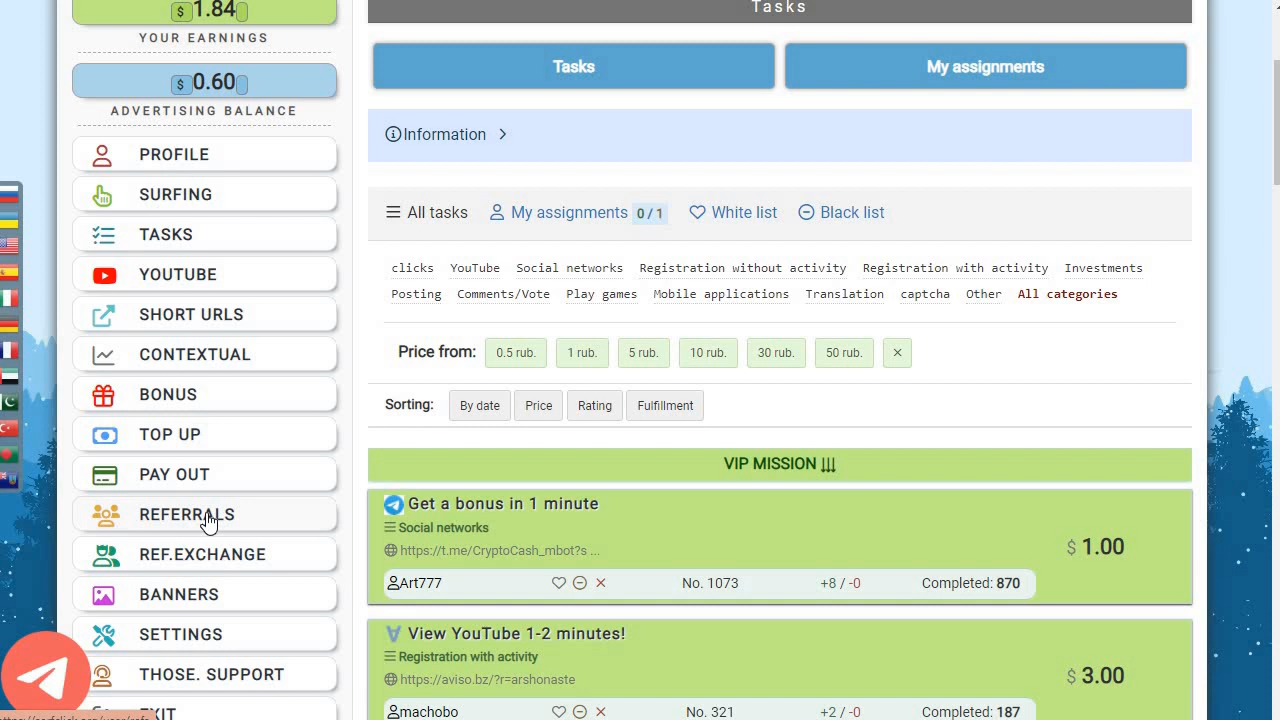 $ 1.84
YOUR EARNINGS
$ 0.60
ADVERTISING BALANCE
PROFILE
SURFING
TASKS
YOUTUBE
SHORT URLS
CONTEXTUAL
BONUS
TOP UP
PAY OUT
REFERRALS
REF.EXCHANGE
BANNERS
SETTINGS
THOSE. SUPPORT
EXIT
Tasks
Tasks My assignments
Information
All tasks My assignments 0 / 1 White list Black list
clicks YouTube Social networks Registration without activity Registration with activity Investments
Posting Comments/Vote Play games Mobile applications Translation captcha Other All categories
Price from: 0.5 rub. 1 rub. 5 rub. 10 rub. 30 rub. 50 rub. ×
Sorting: By date Price Rating Fulfillment
VIP MISSION
Get a bonus in 1 minute
Social networks
https://t.me/CryptoCash_mbot?s ...
$ 1.00
Art777 No. 1073 +8 / -0 Completed: 870
View YouTube 1-2 minutes!
Registration with activity
https://aviso.bz/?r=arshonaste
$ 3.00
machobo No. 321 +2 / -0 Completed: 187